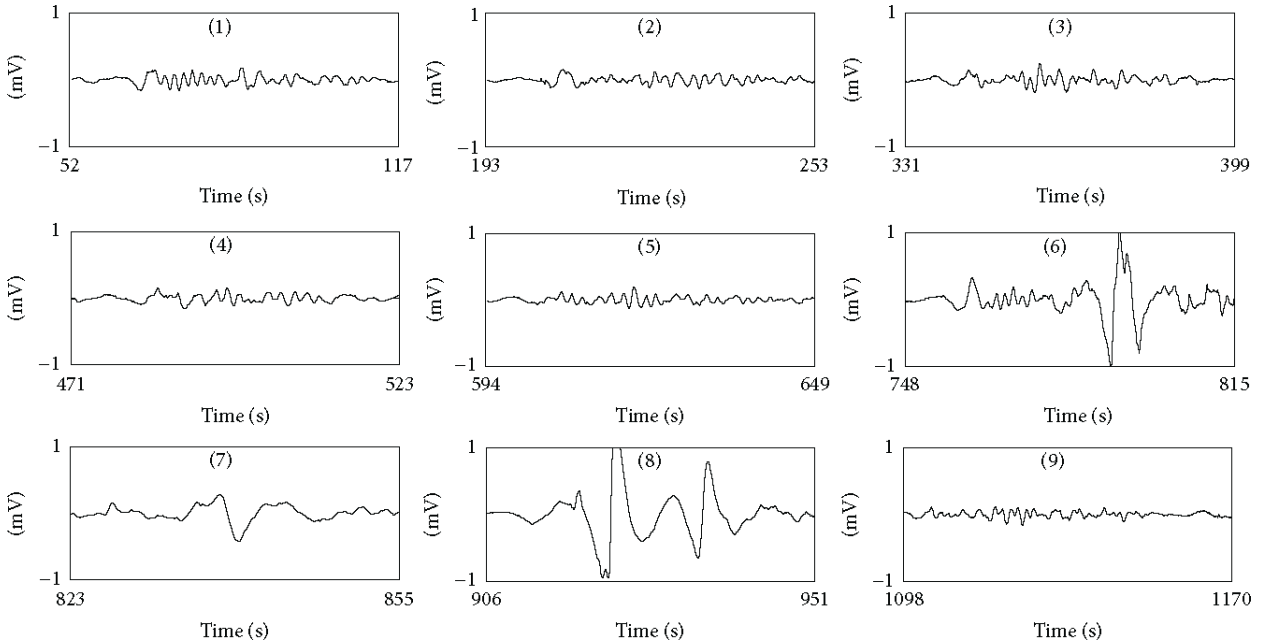 1 (1) 1 (2) 1 (3)
(mV) (mV) (mV)
−1 −1 −1
52 117 193 253 331 399
Time (s) Time (s) Time (s)
1 (4) 1 (5) 1 (6)
(mV) (mV) (mV)
−1 −1 −1
471 523 594 649 748 815
Time (s) Time (s) Time (s)
1 (7) 1 (8) 1 (9)
(mV) (mV) (mV)
−1 −1 −1
823 855 906 951 1098 1170
Time (s) Time (s) Time (s)